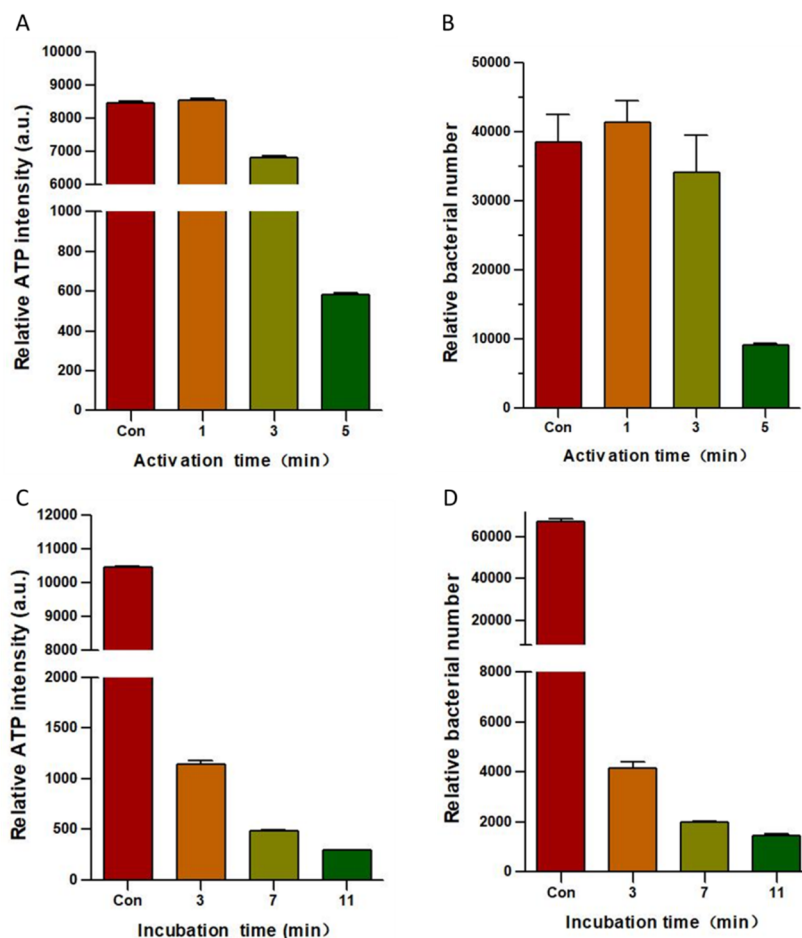 A
Relative ATP intensity (a.u.)
10000
9000
8000
7000
6000
1000
800
600
400
200
0
Con 1 3 5
Activation time (min)
B
Relative bacterial number
50000
40000
30000
20000
10000
0
Con 1 3 5
Activation time (min)
C
Relative ATP intensity (a.u.)
12000
11000
10000
9000
8000
2000
1500
1000
500
0
Con 3 7 11
Incubation time (min)
D
Relative bacterial number
60000
40000
20000
8000
6000
4000
2000
0
Con 3 7 11
Incubation time (min)